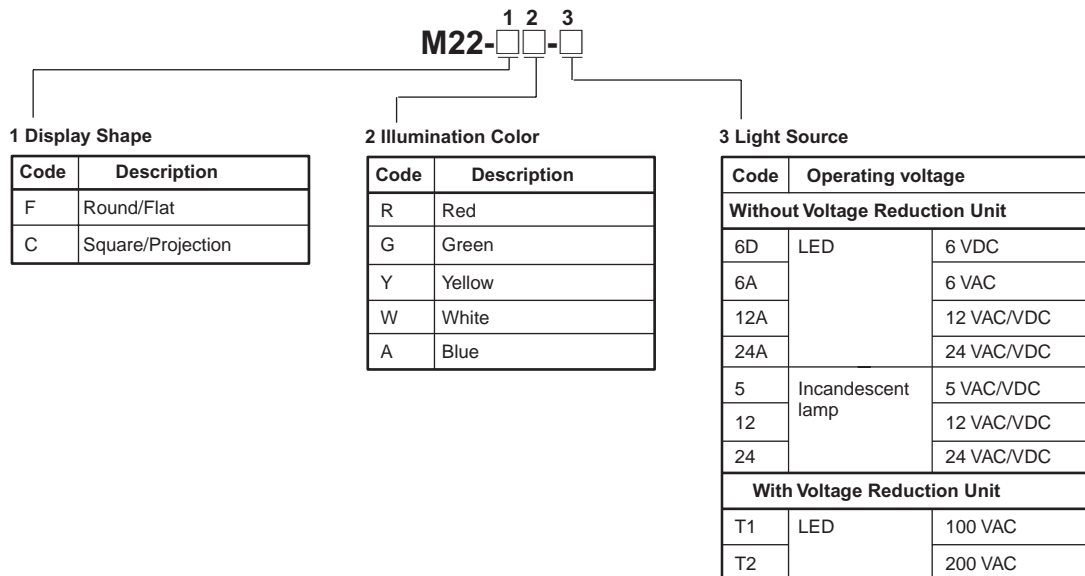 1 2 3
M22-□□-□
1 Display Shape
Code Description
F Round/Flat
C Square/Projection
2 Illumination Color
Code Description
R Red
G Green
Y Yellow
W White
A Blue
3 Light Source
Code Operating voltage
Without Voltage Reduction Unit
6D LED 6 VDC
6A 6 VAC
12A 12 VAC/VDC
24A 24 VAC/VDC
5 Incandescent 5 VAC/VDC
lamp
12 12 VAC/VDC
24 24 VAC/VDC
With Voltage Reduction Unit
T1 LED 100 VAC
T2 200 VAC